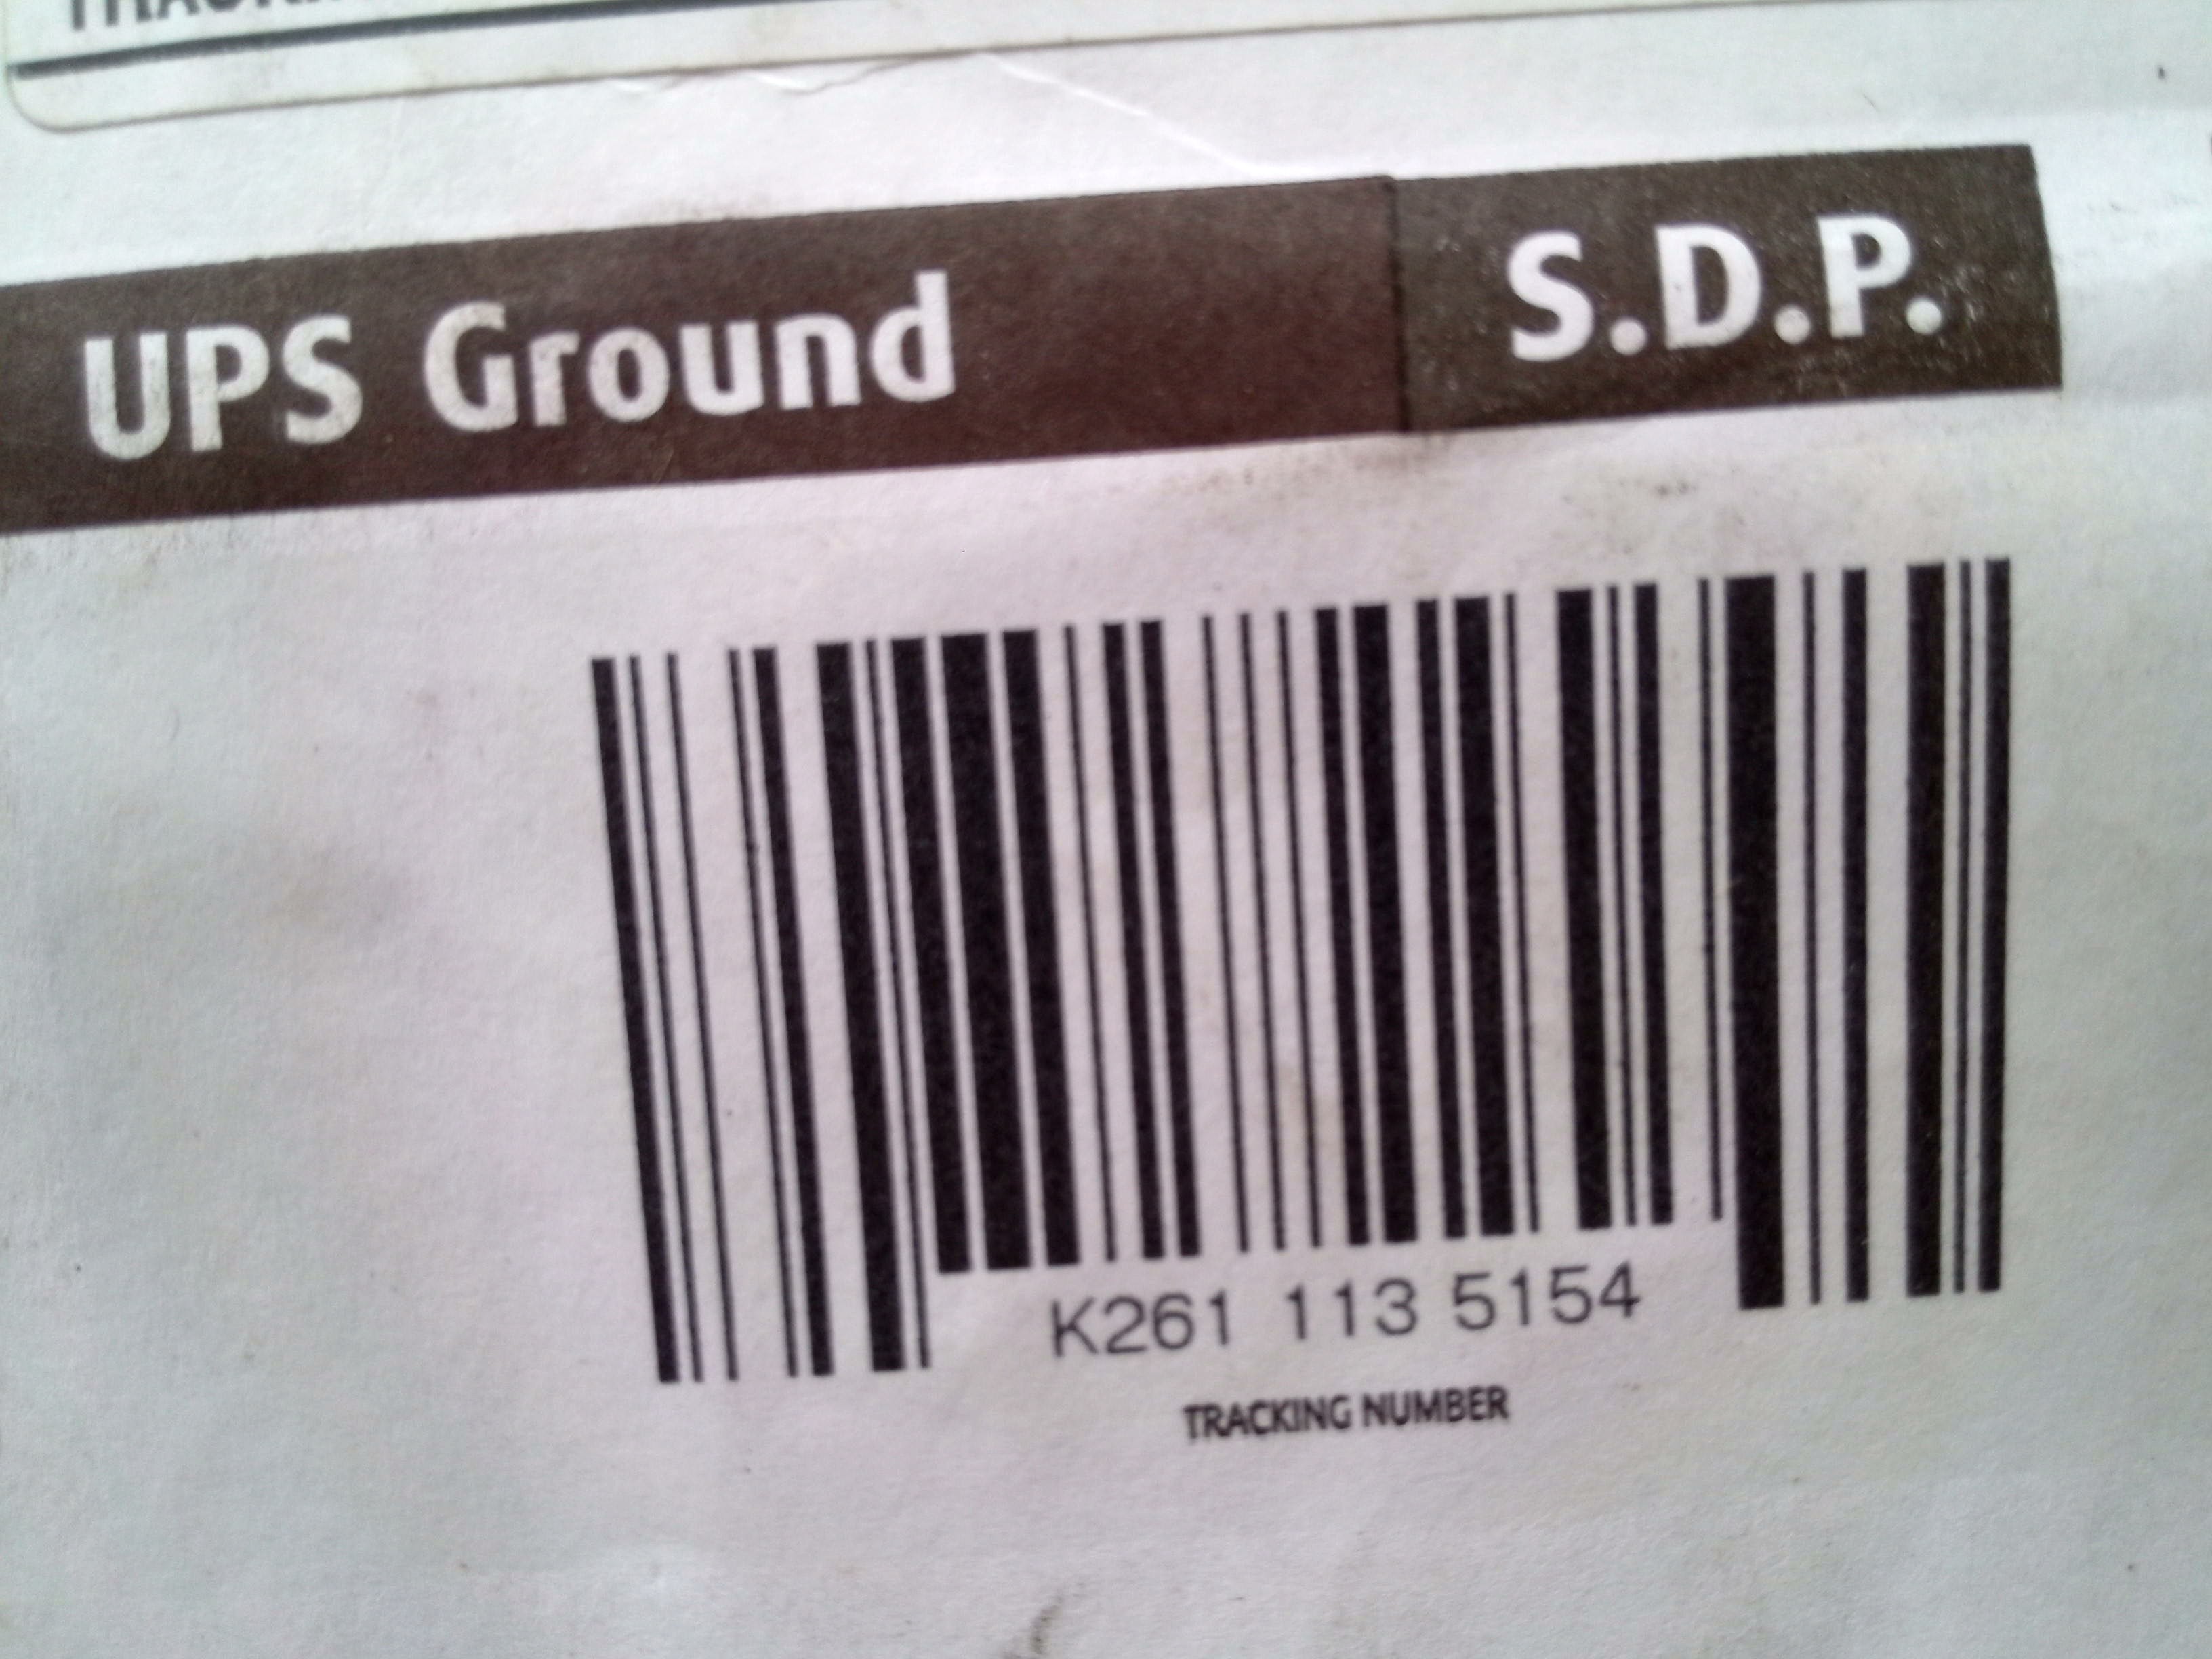 UPS Ground S.D.P.
K261 113 5154
TRACKING NUMBER